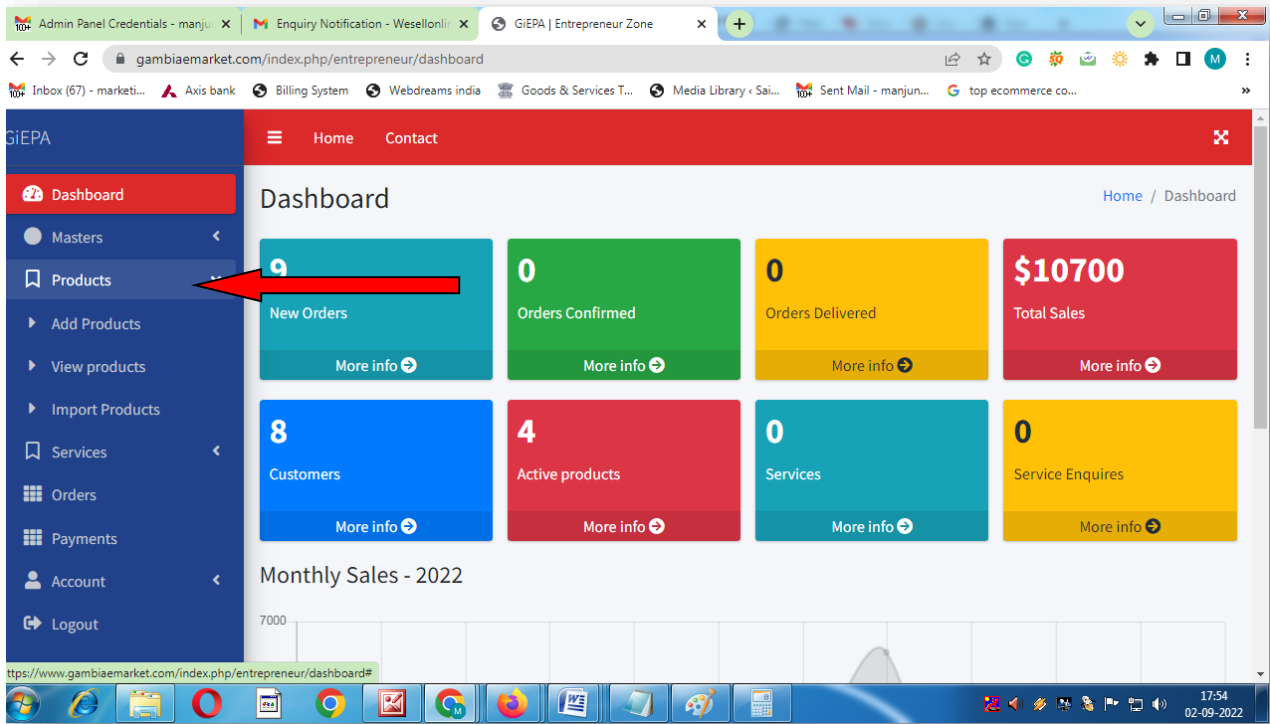 Admin Panel Credentials - manju
Enquiry Notification - Wesellonlin
GiEPA | Entrepreneur Zone
gambiaemarket.com/index.php/entrepreneur/dashboard
M
Inbox (67) - marketi...
Axis bank
Billing System
Webdreams india
Goods & Services T...
Media Library ‹ Sai...
Sent Mail - manjun...
top ecommerce co...
»
GiEPA
Home
Contact
Dashboard
Masters
Products
Add Products
View products
Import Products
Services
Orders
Payments
Account
Logout
Dashboard
Home / Dashboard
9
New Orders
More info
0
Orders Confirmed
More info
0
Orders Delivered
More info
$10700
Total Sales
More info
8
Customers
More info
4
Active products
More info
0
Services
More info
0
Service Enquires
More info
Monthly Sales - 2022
7000
ttps://www.gambiaemarket.com/index.php/entrepreneur/dashboard#
17:54
02-09-2022